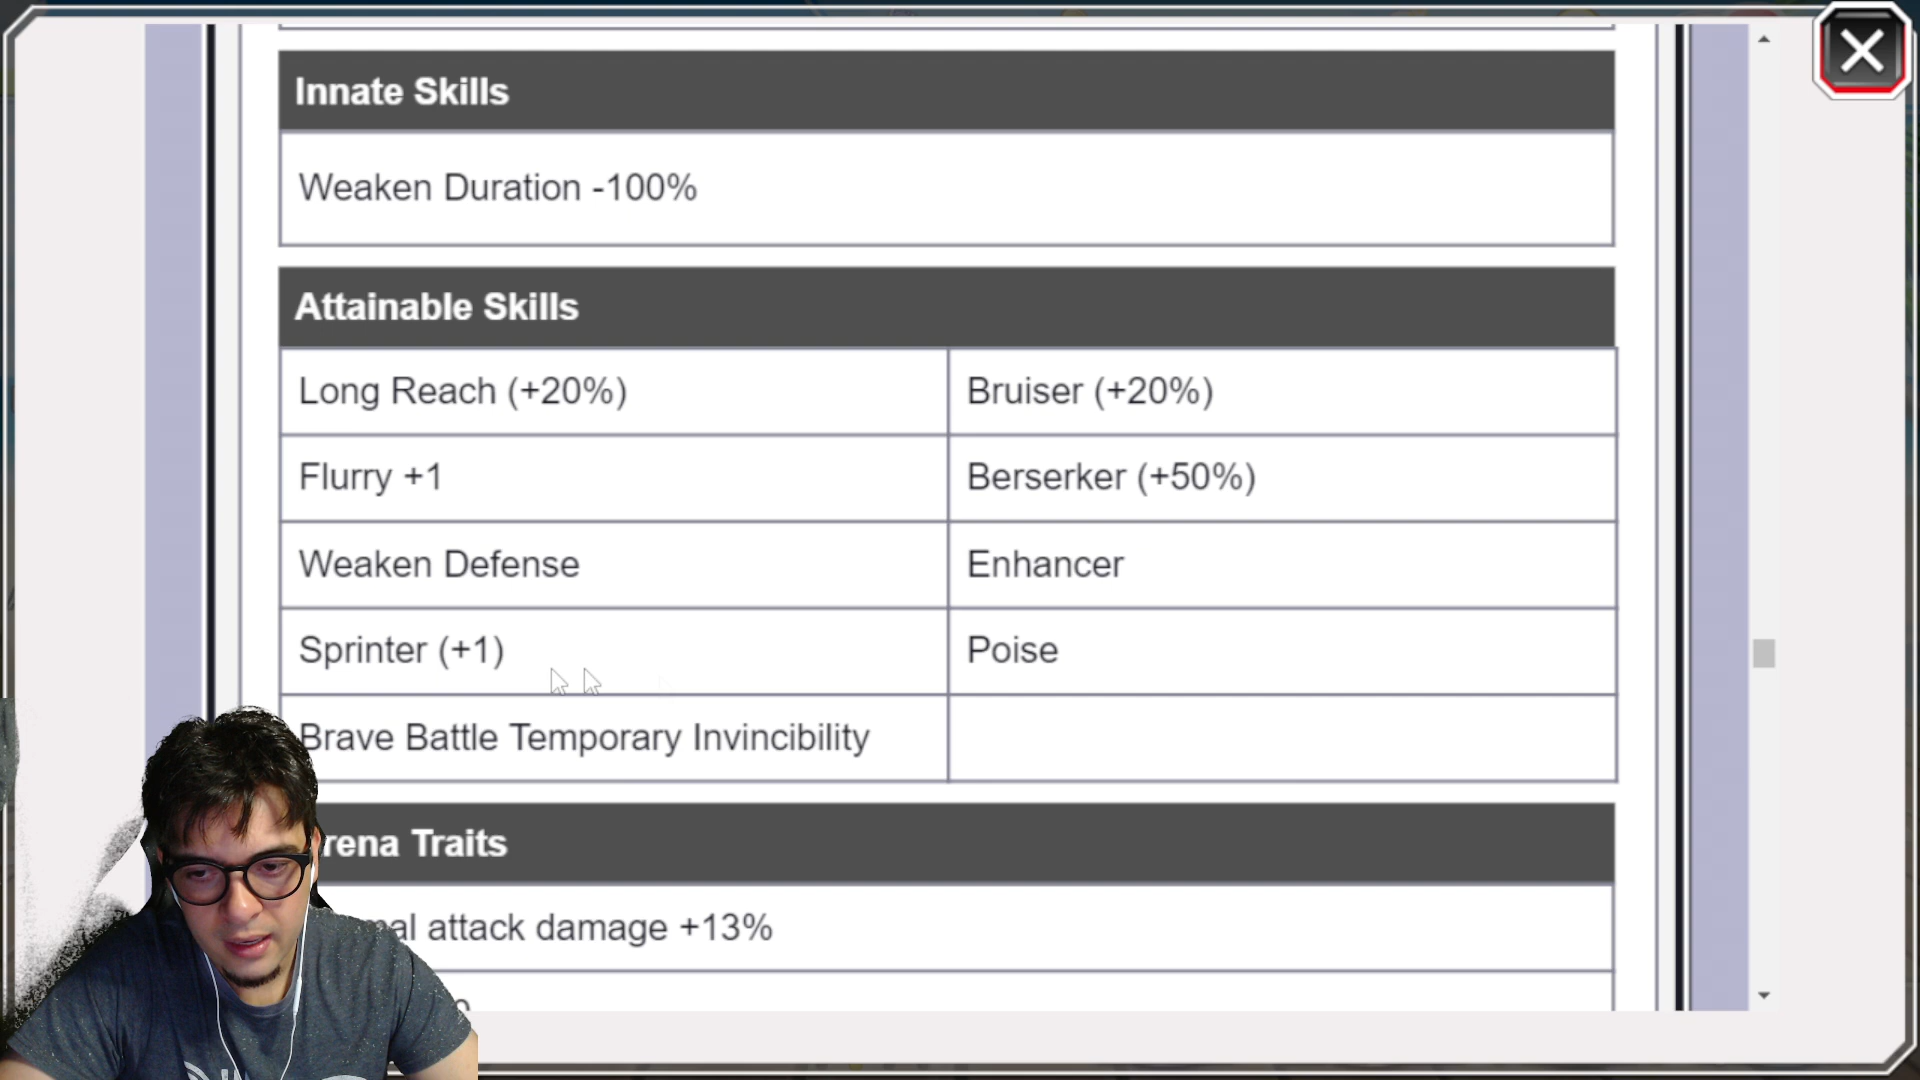 Innate Skills
Weaken Duration -100%
Attainable Skills
Long Reach (+20%)
Bruiser (+20%)
Flurry +1
Berserker (+50%)
Weaken Defense
Enhancer
Sprinter (+1)
Poise
Brave Battle Temporary Invincibility
rena Traits
al attack damage +13%